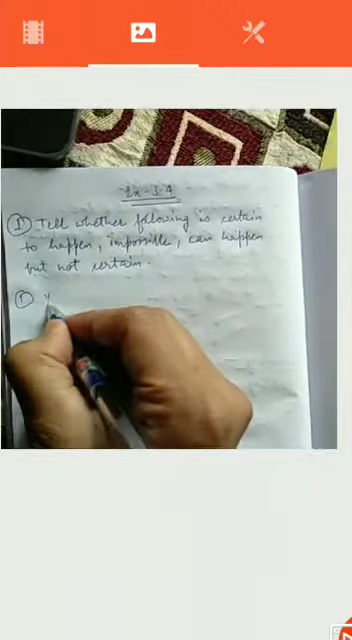 Ex - 3.4
① Tell whether following is certain
to happen, impossible, can happen
but not certain.
① y